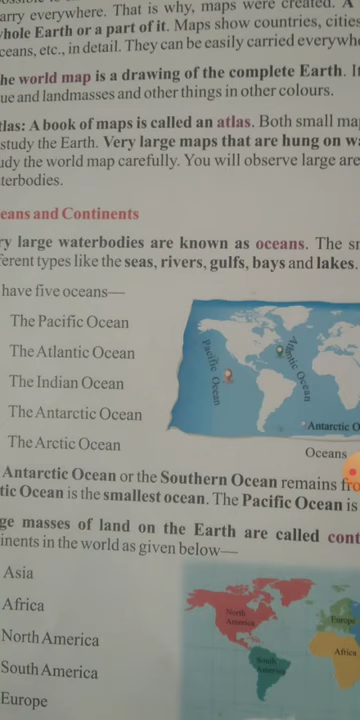 arry everywhere. That is why, maps were created. A
whole Earth or a part of it. Maps show countries, cities
ceans, etc., in detail. They can be easily carried everywhe
he world map is a drawing of the complete Earth. It
ue and landmasses and other things in other colours.
tlas: A book of maps is called an atlas. Both small ma
study the Earth. Very large maps that are hung on wa
udy the world map carefully. You will observe large are
terbodies.
eans and Continents
ry large waterbodies are known as oceans. The sm
ferent types like the seas, rivers, gulfs, bays and lakes.
have five oceans—
The Pacific Ocean
The Atlantic Ocean
The Indian Ocean
The Antarctic Ocean
The Arctic Ocean
Pacific Ocean
Atlantic Ocean
Antarctic O
Oceans
Antarctic Ocean or the Southern Ocean remains fro
tic Ocean is the smallest ocean. The Pacific Ocean is
ge masses of land on the Earth are called cont
inents in the world as given below—
Asia
Africa
North America
South America
Europe
North America
South America
Europe
Africa